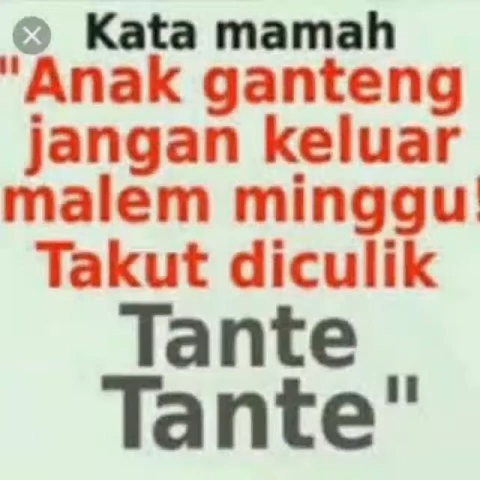 Kata mamah
"Anak ganteng
jangan keluar
malem minggu!
Takut diculik
Tante
Tante"